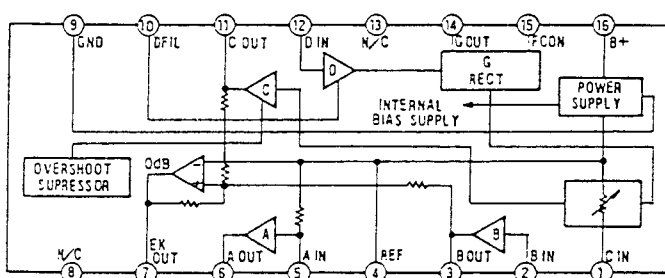 9 10 11 12 13 14 15 16
GND DFIL C OUT D IN N/C G OUT FCON B+
D
G
RECT
C
POWER
SUPPLY
INTERNAL
BIAS SUPPLY
OVERSHOOT
SUPRESSOR
0dB
-
+
A
B
N/C EX
OUT A OUT A IN REF B OUT B IN C IN
8 7 6 5 4 3 2 1